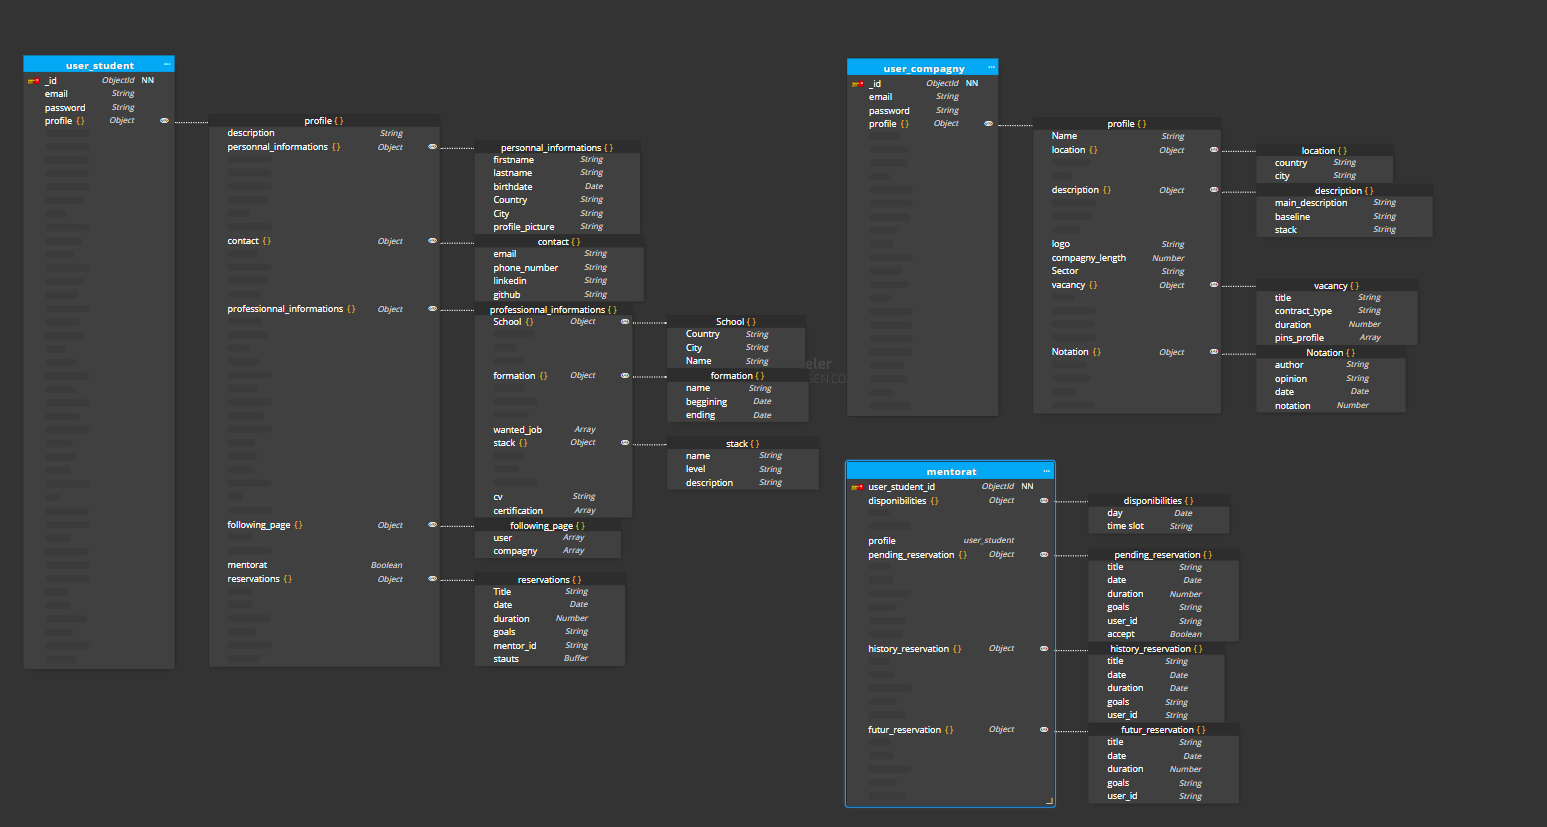 user_student ...
_id ObjectId NN
email String
password String
profile {} Object
profile {}
description String
personnal_informations {} Object
personnal_informations {}
firstname String
lastname String
birthdate Date
Country String
City String
profile_picture String
contact {} Object
contact {}
email String
phone_number String
linkedin String
github String
professionnal_informations {} Object
professionnal_informations {}
School {} Object
School {}
Country String
City String
Name String
formation {} Object
formation {}
name String
beggining Date
ending Date
wanted_job Array
stack {} Object
stack {}
name String
level String
description String
cv String
certification Array
following_page {} Object
following_page {}
user Array
compagny Array
mentorat Boolean
reservations {} Object
reservations {}
Title String
date Date
duration Number
goals String
mentor_id String
stauts Buffer
user_compagny ...
_id ObjectId NN
email String
password String
profile {} Object
profile {}
Name String
location {} Object
location {}
country String
city String
description {} Object
description {}
main_description String
baseline String
stack String
logo String
compagny_length Number
Sector String
vacancy {} Object
vacancy {}
title String
contract_type String
duration Number
pins_profile Array
Notation {} Object
Notation {}
author String
opinion String
date Date
notation Number
mentorat ...
user_student_id ObjectId NN
disponibilities {} Object
disponibilities {}
day Date
time slot String
profile user_student
pending_reservation {} Object
pending_reservation {}
title String
date Date
duration Number
goals String
user_id String
accept Boolean
history_reservation {} Object
history_reservation {}
title String
date Date
duration Date
goals String
user_id String
futur_reservation {} Object
futur_reservation {}
title String
date Date
duration Number
goals String
user_id String